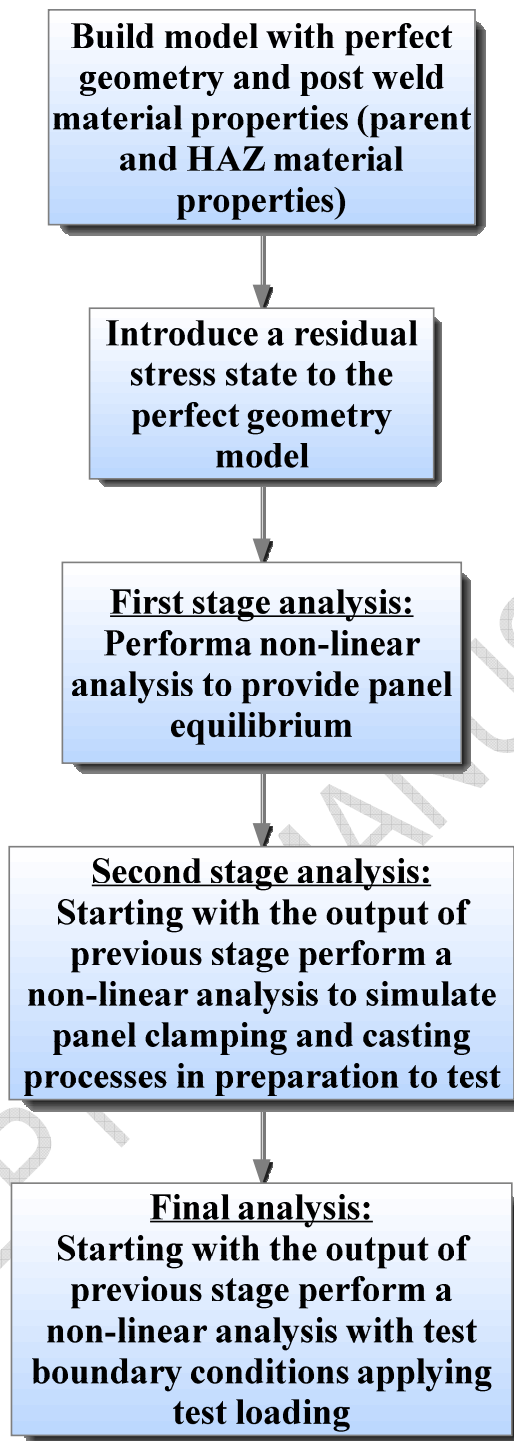 Build model with perfect
geometry and post weld
material properties (parent
and HAZ material
properties)
Introduce a residual
stress state to the
perfect geometry
model
First stage analysis:
Performa non-linear
analysis to provide panel
equilibrium
Second stage analysis:
Starting with the output of
previous stage perform a
non-linear analysis to simulate
panel clamping and casting
processes in preparation to test
Final analysis:
Starting with the output of
previous stage perform a
non-linear analysis with test
boundary conditions applying
test loading